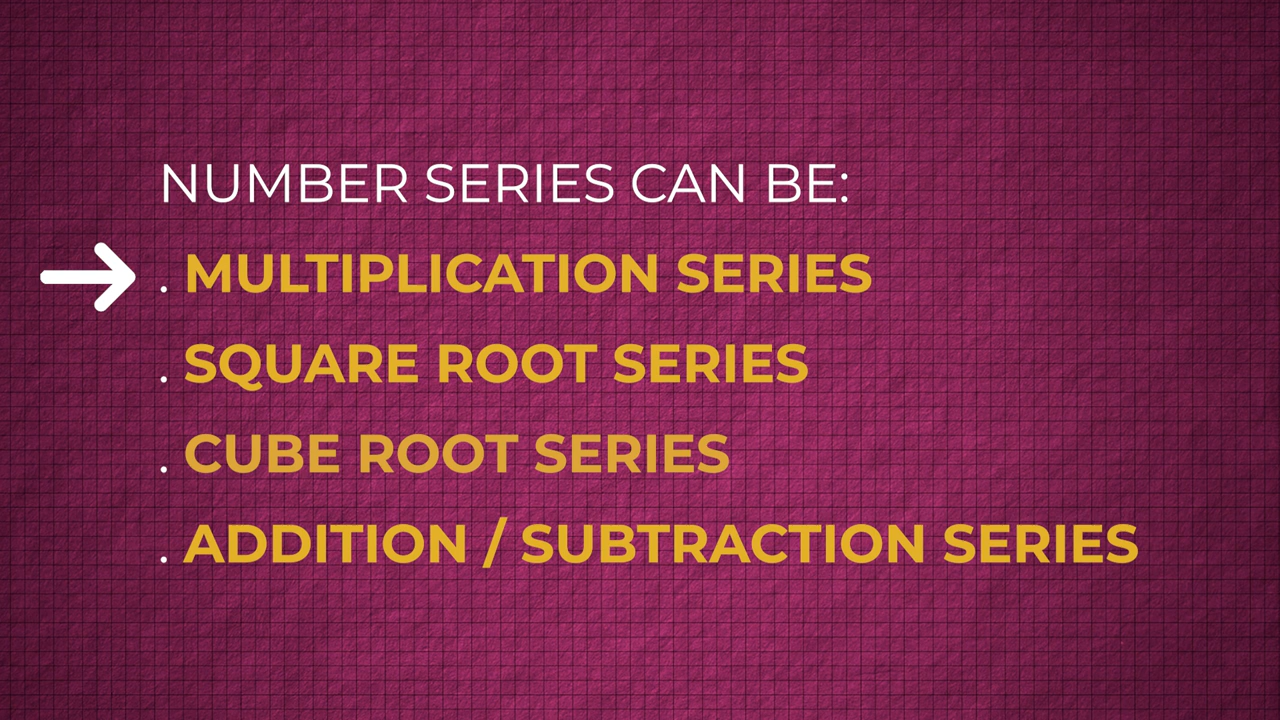 NUMBER SERIES CAN BE:
. MULTIPLICATION SERIES
. SQUARE ROOT SERIES
. CUBE ROOT SERIES
. ADDITION / SUBTRACTION SERIES